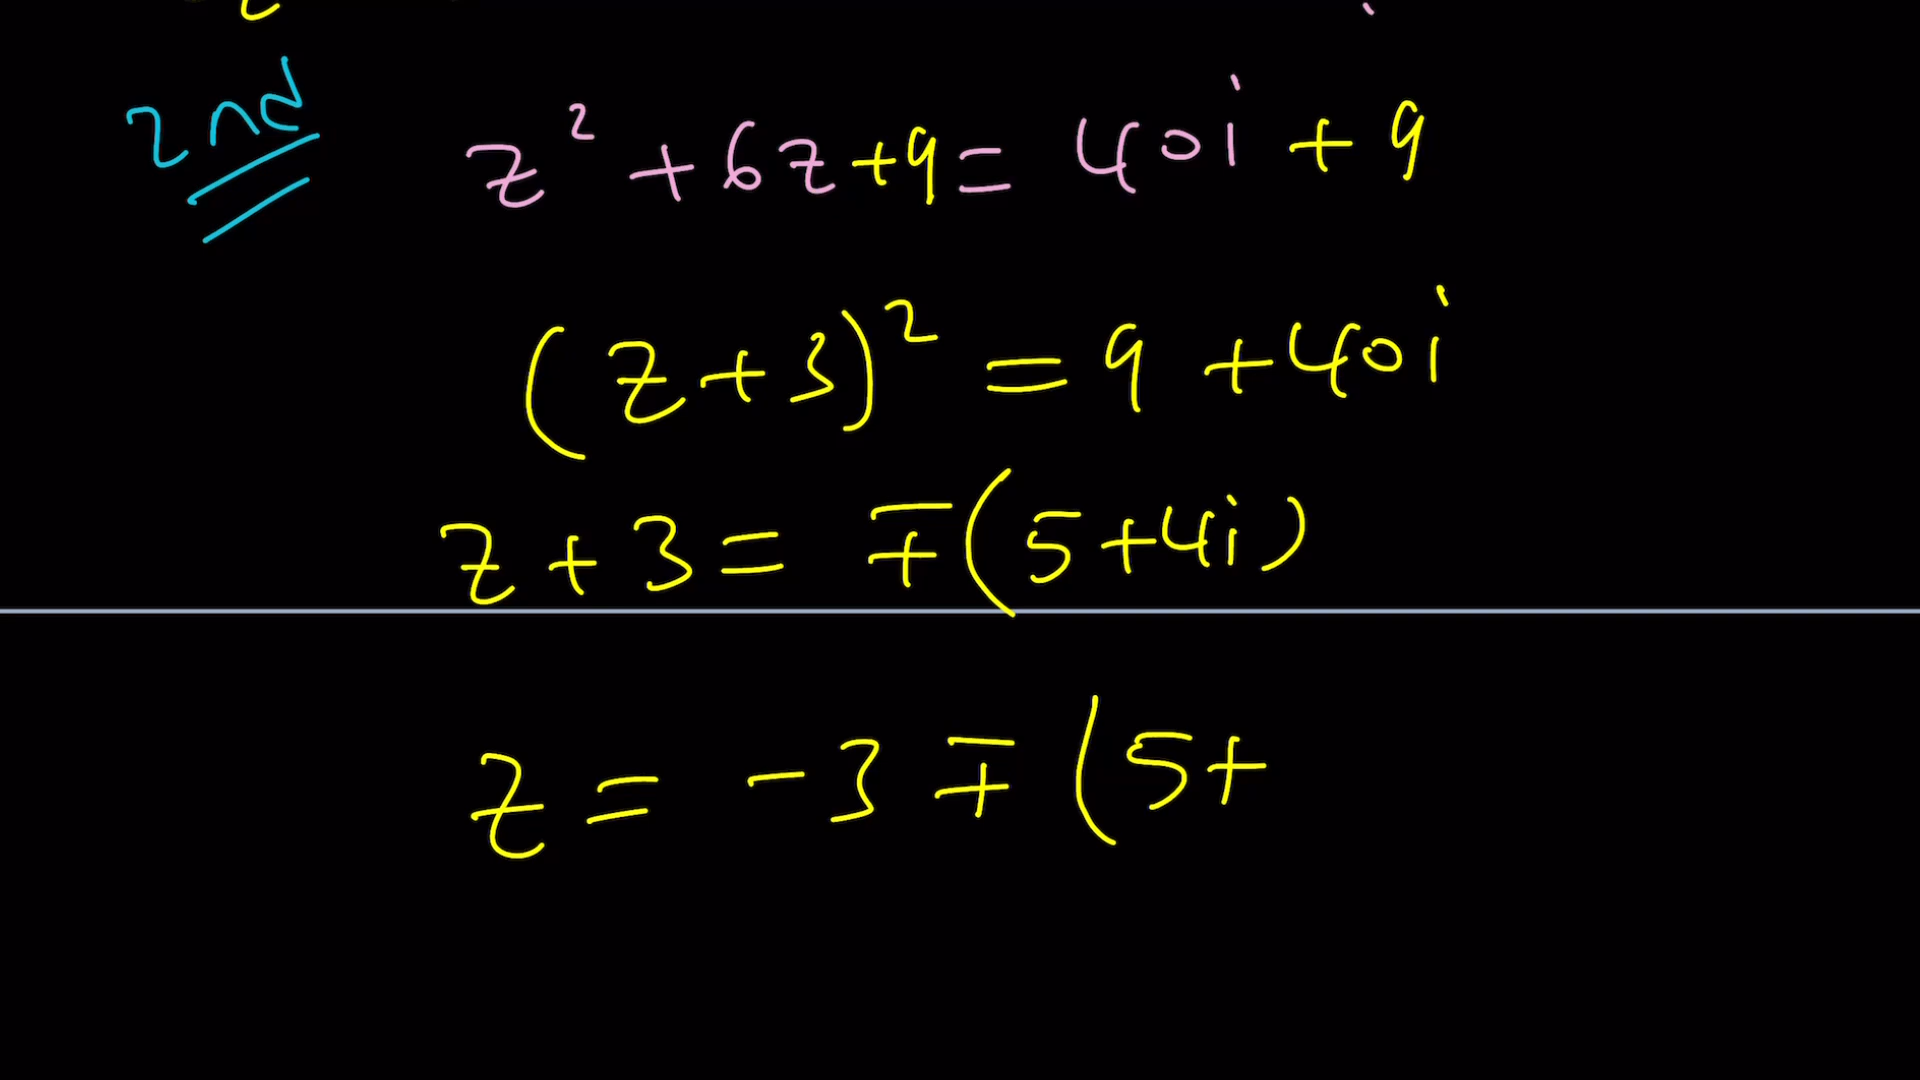 2nd
z² + 6z + 9 = 40i + 9
(z + 3)² = 9 + 40i
z + 3 = ∓(5 + 4i)
z = -3 ∓ (5 +